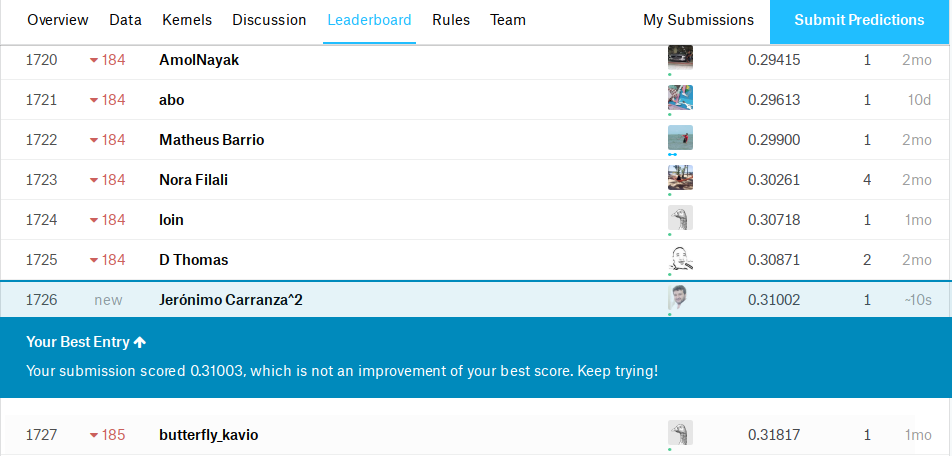 Overview Data Kernels Discussion Leaderboard Rules Team My Submissions Submit Predictions
1720 184 AmolNayak 0.29415 1 2mo
1721 184 abo 0.29613 1 10d
1722 184 Matheus Barrio 0.29900 1 2mo
1723 184 Nora Filali 0.30261 4 2mo
1724 184 loin 0.30718 1 1mo
1725 184 D Thomas 0.30871 2 2mo
1726 new Jerónimo Carranza^2 0.31002 1 ~10s
Your Best Entry ↑
Your submission scored 0.31003, which is not an improvement of your best score. Keep trying!
1727 185 butterfly_kavio 0.31817 1 1mo